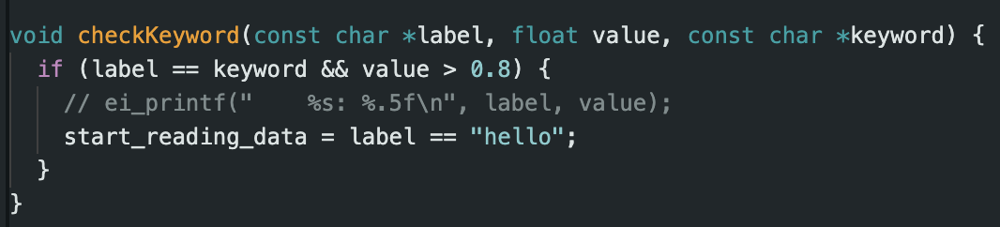 void checkKeyword(const char *label, float value, const char *keyword) {
  if (label == keyword && value > 0.8) {
    // ei_printf("    %s: %.5f\n", label, value);
    start_reading_data = label == "hello";
  }
}